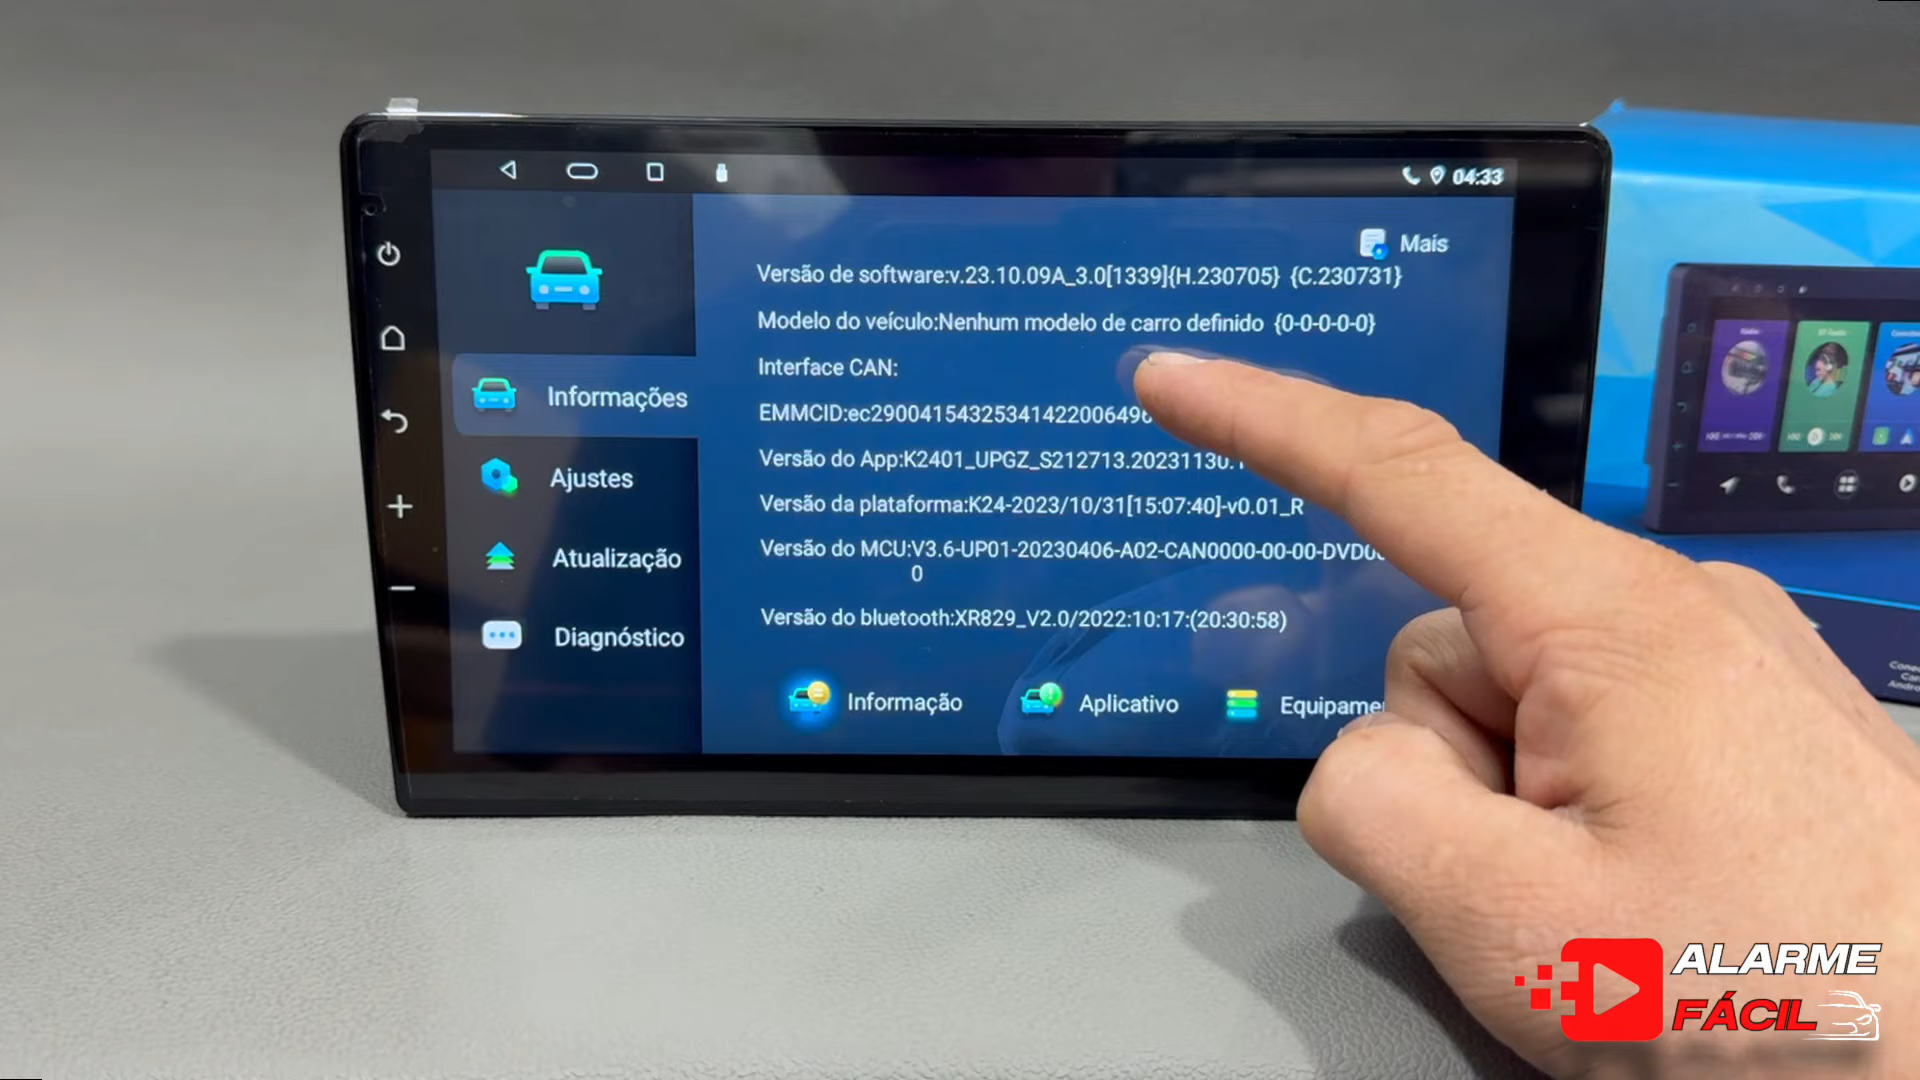 04:33
Mais
Versão de software:v.23.10.09A_3.0[1339]{H.230705} {C.230731}
Modelo do veículo:Nenhum modelo de carro definido {0-0-0-0-0}
Interface CAN:
EMMCID:ec29004154325341422006496
Versão do App:K2401_UPGZ_S212713.20231130.
Versão da plataforma:K24-2023/10/31[15:07:40]-v0.01_R
Versão do MCU:V3.6-UP01-20230406-A02-CAN0000-00-00-DVD0
0
Versão do bluetooth:XR829_V2.0/2022:10:17:(20:30:58)
Informações
Ajustes
Atualização
Diagnóstico
Informação
Aplicativo
Equipame
ALARME
FÁCIL